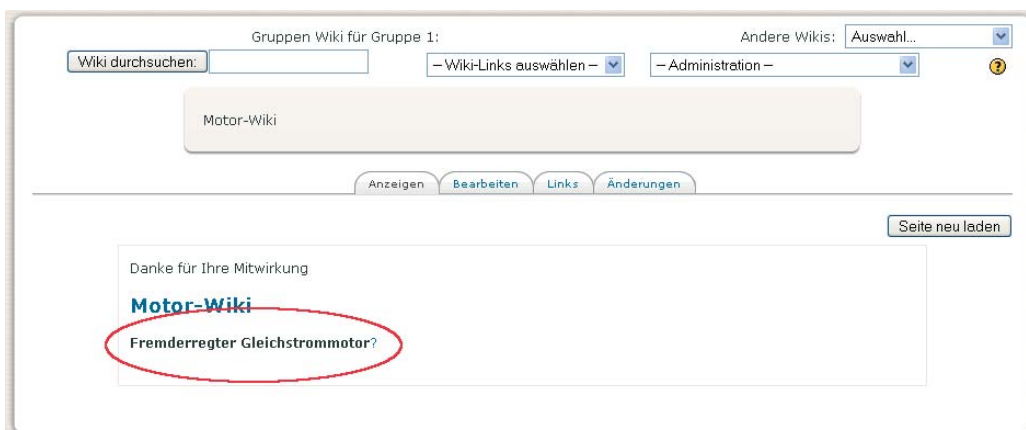 Gruppen Wiki für Gruppe 1:
Andere Wikis: Auswahl...
Wiki durchsuchen:
– Wiki-Links auswählen –
– Administration –
?
Motor-Wiki
Anzeigen Bearbeiten Links Änderungen
Seite neu laden
Danke für Ihre Mitwirkung
Motor-Wiki
Fremderregter Gleichstrommotor?